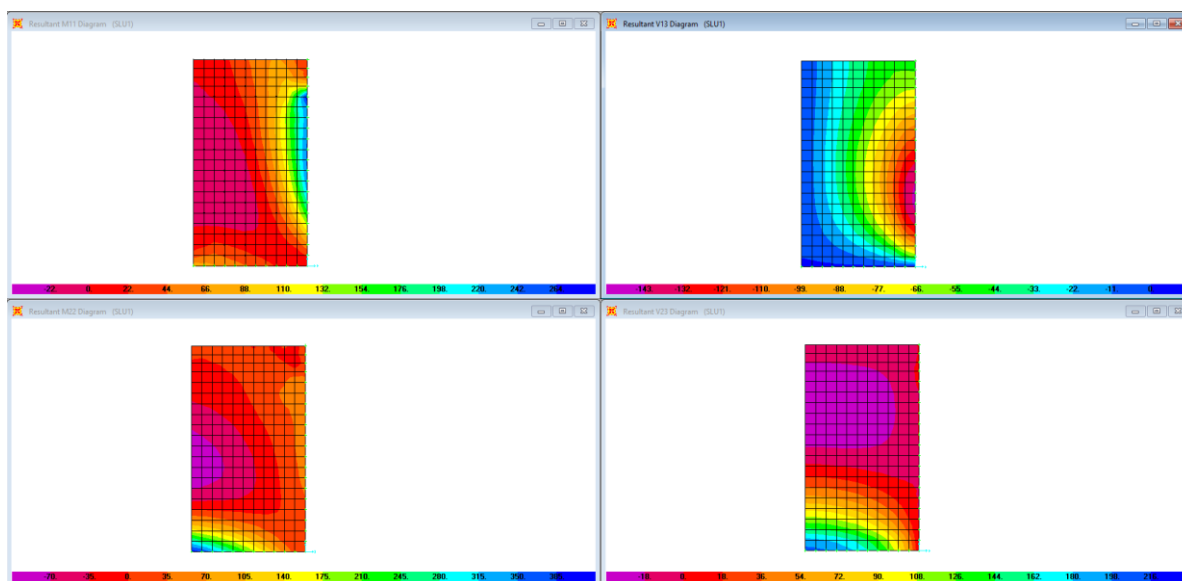 Resultant M11 Diagram (SLU1)
-22. 0. 22. 44. 66. 88. 110. 132. 154. 176. 198. 220. 242. 264.
Resultant V13 Diagram (SLU1)
-143. -132. -121. -110. -99. -88. -77. -66. -55. -44. -33. -22. -11. 0.
Resultant M22 Diagram (SLU1)
-70. -35. 0. 35. 70. 105. 140. 175. 210. 245. 280. 315. 350. 385.
Resultant V23 Diagram (SLU1)
0. 18. 36. 54. 72. 90. 108. 126. 144. 162. 180. 198.